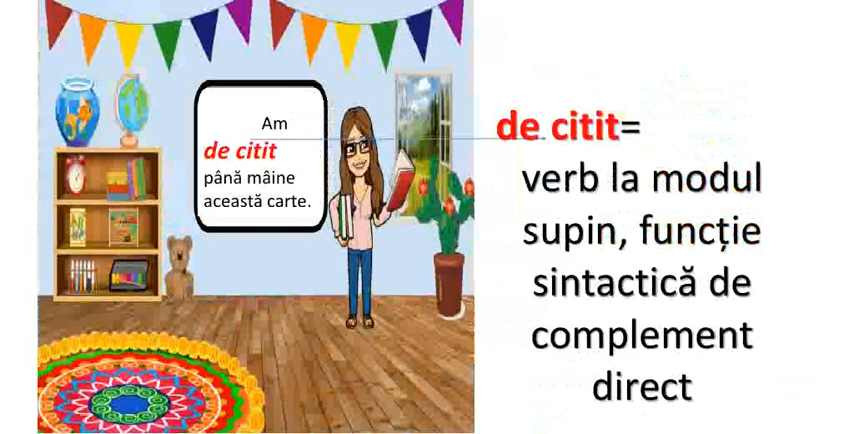 Am
de citit
până mâine
această carte.
de citit=
verb la modul
supin, funcție
sintactică de
complement
direct